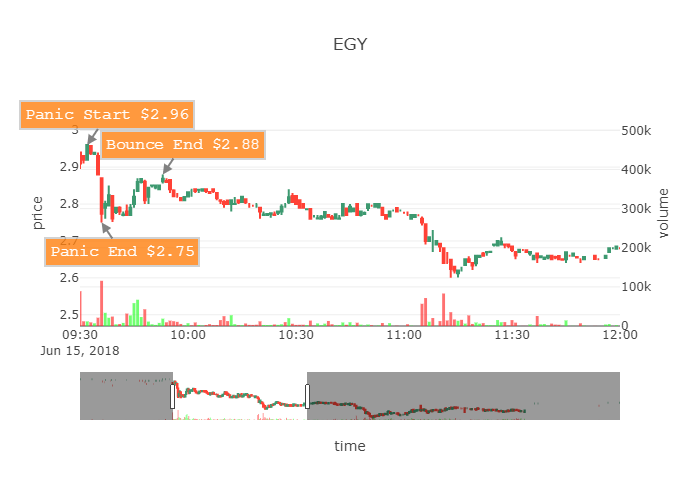 EGY
Panic Start $2.96
Bounce End $2.88
Panic End $2.75
3
2.9
2.8
2.7
2.6
2.5
price
500k
400k
300k
200k
100k
0
volume
09:30
10:00
10:30
11:00
11:30
12:00
Jun 15, 2018
time